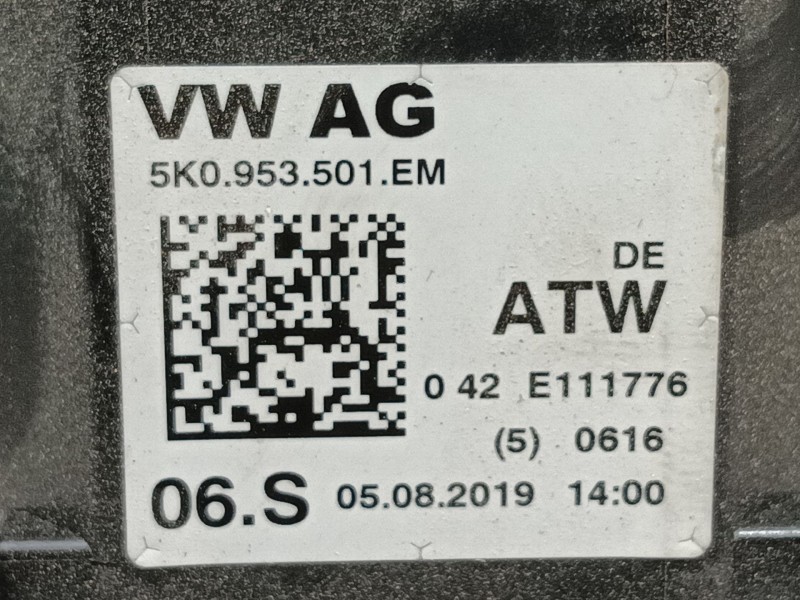 VW AG
5K0.953.501.EM
DE
ATW
0 42 E111776
(5) 0616
06.S 05.08.2019 14:00